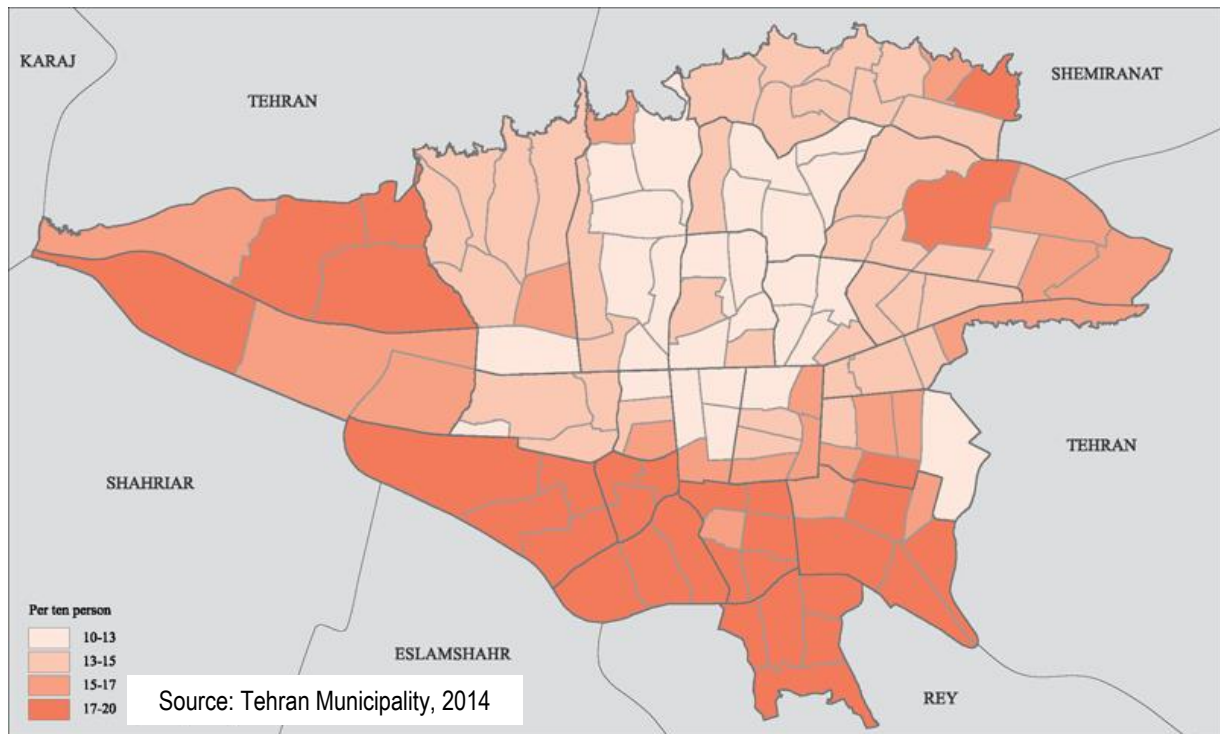 KARAJ
TEHRAN
SHEMIRANAT
TEHRAN
SHAHRIAR
ESLAMSHAHR
REY
Per ten person
10-13
13-15
15-17
17-20
Source: Tehran Municipality, 2014